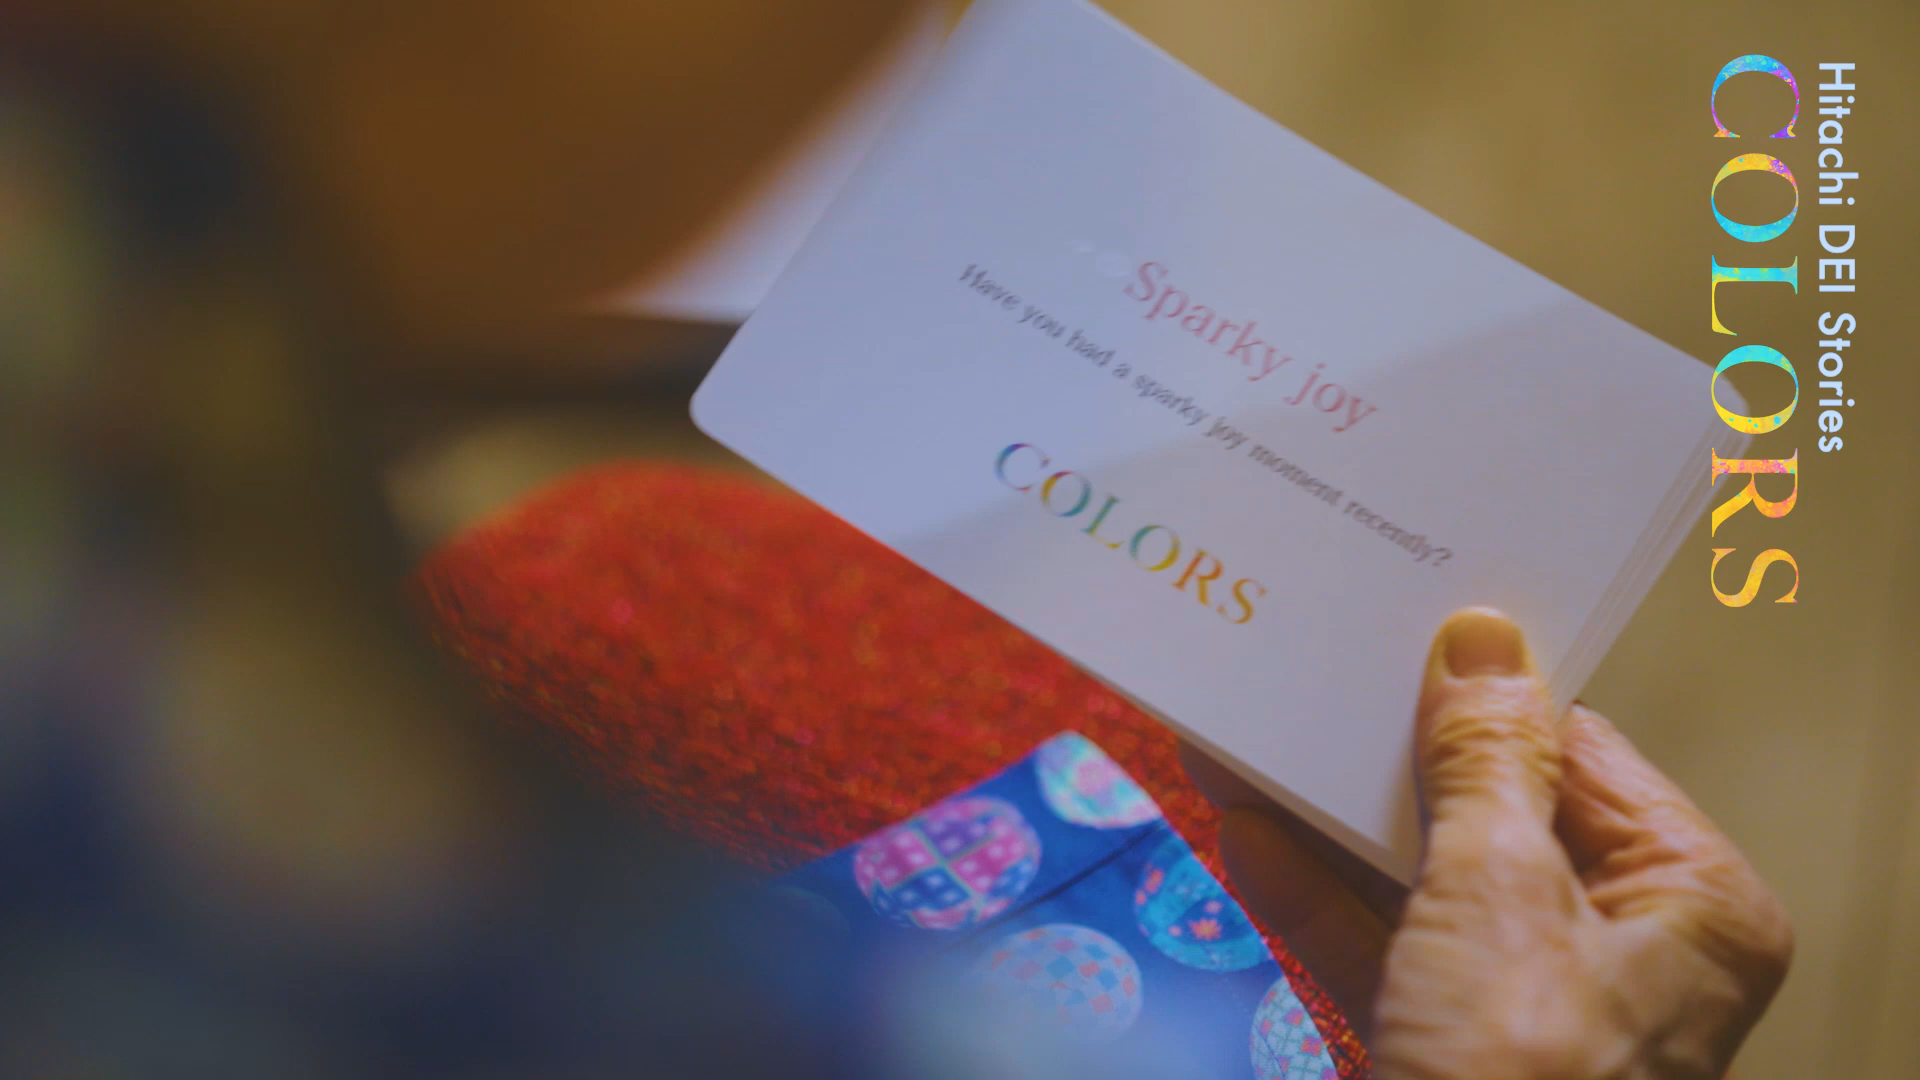 Sparky joy
Have you had a sparky joy moment recently?
COLORS
Hitachi DEI Stories
COLORS